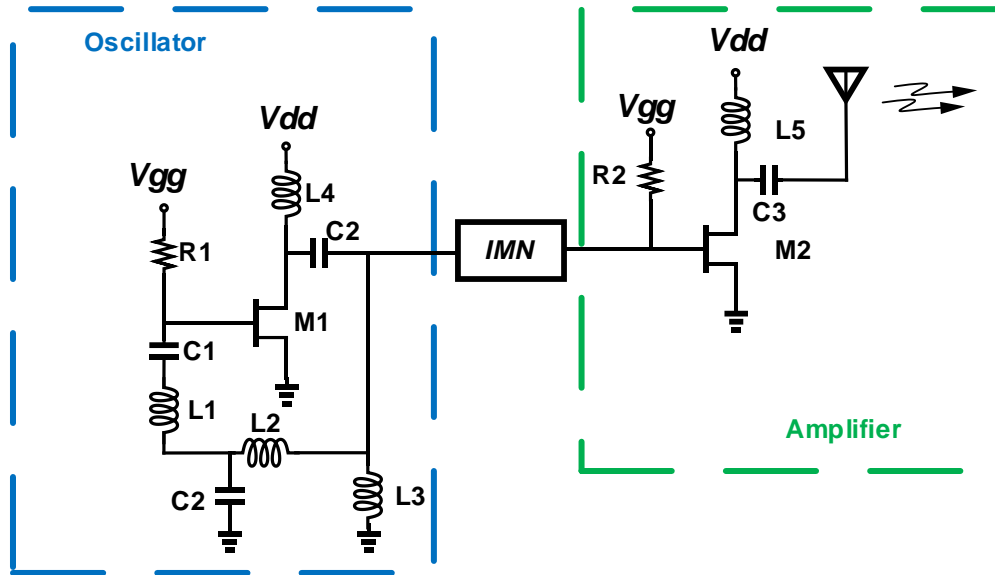 Oscillator
Vdd
Vgg
L4
C2
R1
M1
C1
L1
L2
C2
L3
IMN
Vdd
Vgg
L5
R2
C3
M2
Amplifier